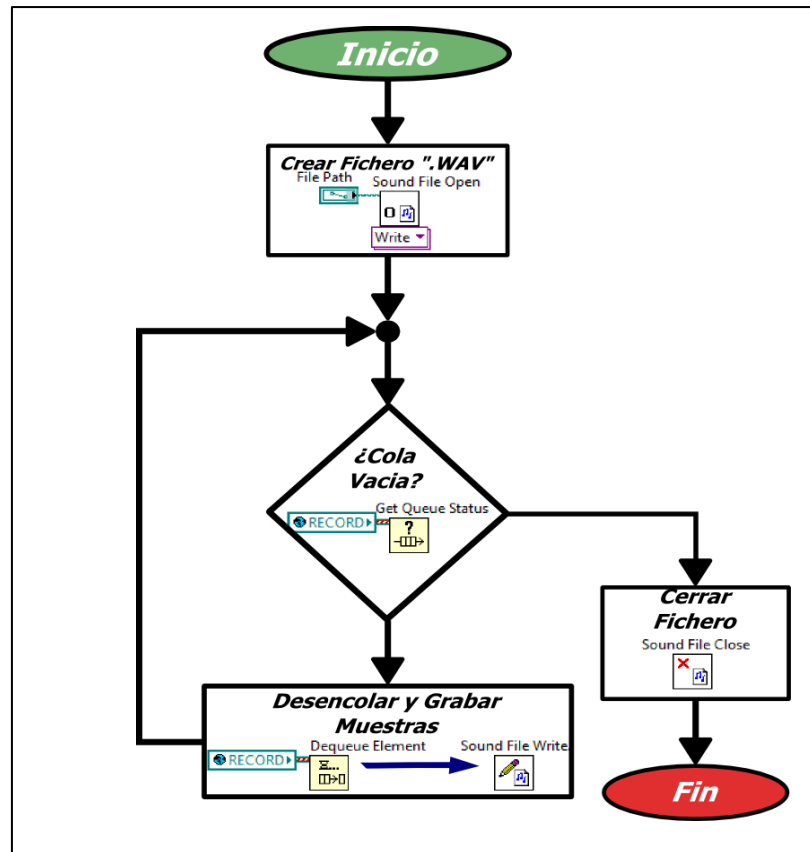 Inicio
Crear Fichero ".WAV"
File Path
Sound File Open
Write
¿Cola
Vacia?
Get Queue Status
RECORD
?
Cerrar
Fichero
Sound File Close
Desencolar y Grabar
Muestras
Dequeue Element
Sound File Write
RECORD
Fin